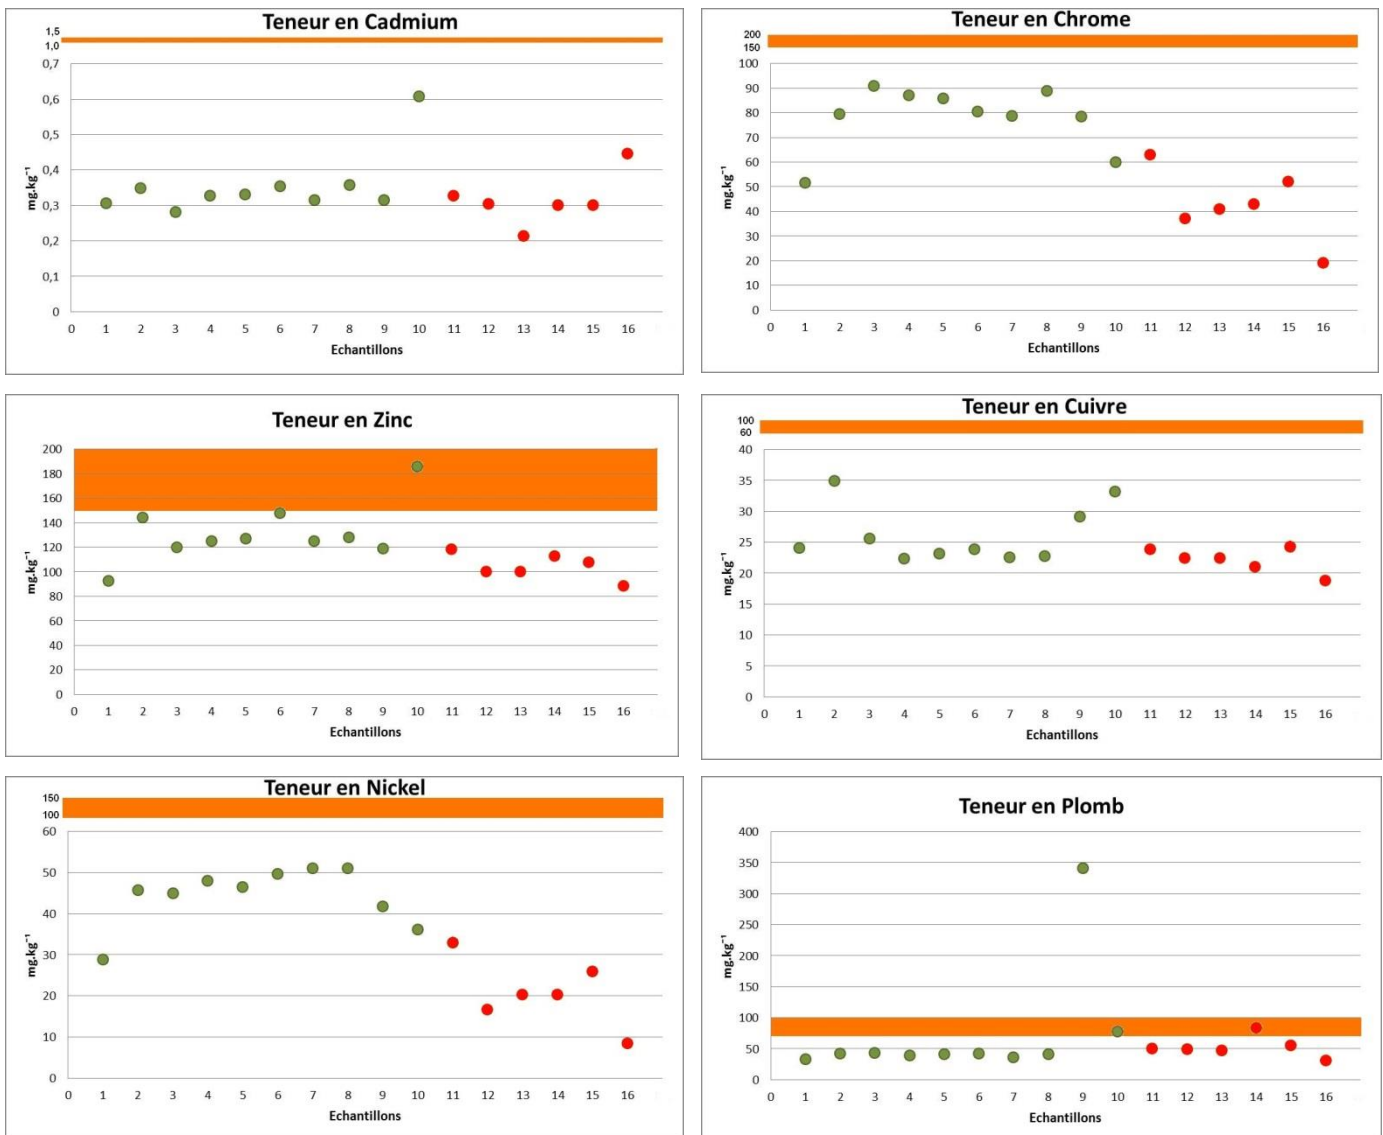 Teneur en Cadmium
1,5
1,0
0,7
0,6
0,5
0,4
0,3
0,2
0,1
0
mg.kg⁻¹
0 1 2 3 4 5 6 7 8 9 10 11 12 13 14 15 16
Echantillons
Teneur en Chrome
200
150
100
90
80
70
60
50
40
30
20
10
0
mg.kg⁻¹
0 1 2 3 4 5 6 7 8 9 10 11 12 13 14 15 16
Echantillons
Teneur en Zinc
200
180
160
140
120
100
80
60
40
20
0
mg.kg⁻¹
0 1 2 3 4 5 6 7 8 9 10 11 12 13 14 15 16
Echantillons
Teneur en Cuivre
100
60
40
35
30
25
20
15
10
5
0
mg.kg⁻¹
0 1 2 3 4 5 6 7 8 9 10 11 12 13 14 15 16
Echantillons
Teneur en Nickel
150
100
60
50
40
30
20
10
0
mg.kg⁻¹
0 1 2 3 4 5 6 7 8 9 10 11 12 13 14 15 16
Echantillons
Teneur en Plomb
400
350
300
250
200
150
100
50
0
mg.kg⁻¹
0 1 2 3 4 5 6 7 8 9 10 11 12 13 14 15 16
Echantillons